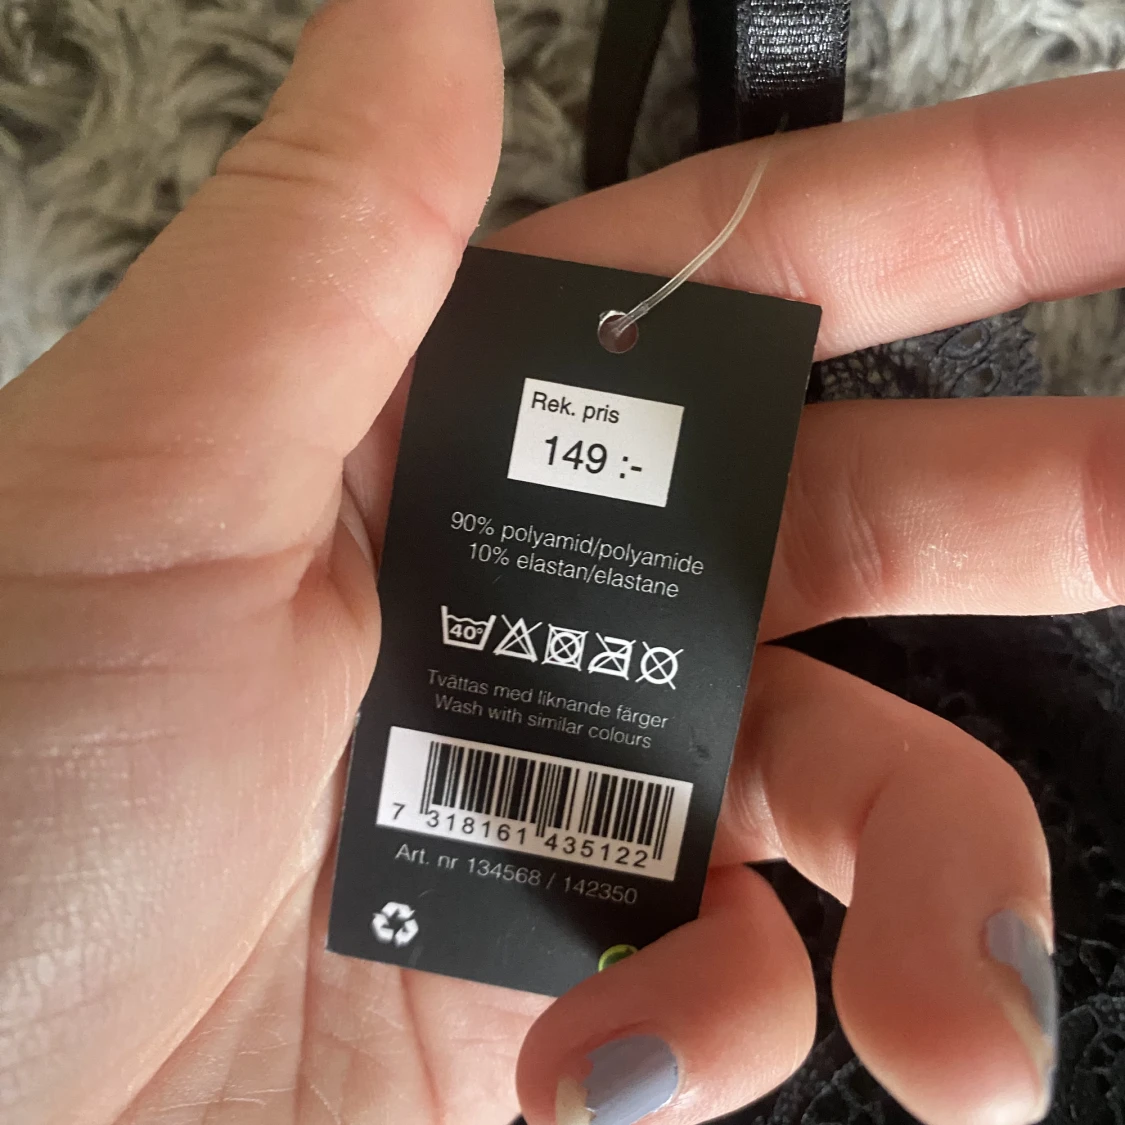 Rek. pris
149 :-
90% polyamid/polyamide
10% elastan/elastane
40°
Tvättas med liknande färger
Wash with similar colours
7 318161 435122
Art. nr 134568 / 142350